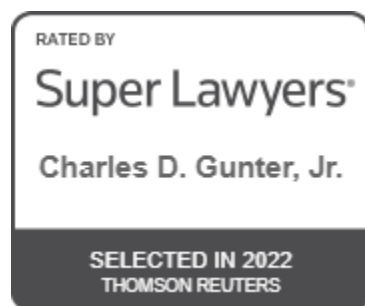 RATED BY
Super Lawyers®
Charles D. Gunter, Jr.
SELECTED IN 2022
THOMSON REUTERS